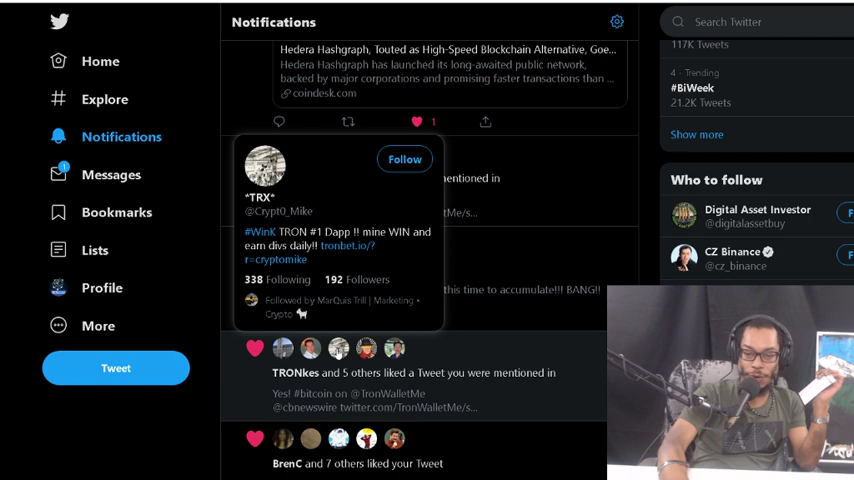 Notifications
Search Twitter
Home
Explore
Notifications
1
Messages
Bookmarks
Lists
Profile
More
Tweet
Hedera Hashgraph, Touted as High-Speed Blockchain Alternative, Goe...
Hedera Hashgraph has launched its long-awaited public network,
backed by major corporations and promising faster transactions than ...
coindesk.com
1
mentioned in
Me/s...
this time to accumulate!!! BANG!!
Follow
*TRX*
@Crypt0_Mike
#WinK TRON #1 Dapp !! mine WIN and
earn divs daily!! tronbet.io/?
r=cryptomike
338 Following 192 Followers
Followed by MarQuis Trill | Marketing •
Crypto
TRONkes and 5 others liked a Tweet you were mentioned in
Yes! #bitcoin on @TronWalletMe
@cbnewswire twitter.com/TronWalletMe/s...
BrenC and 7 others liked your Tweet
117K Tweets
4 · Trending
#BiWeek
21.2K Tweets
Show more
Who to follow
Digital Asset Investor
@digitalassetbuy
F
CZ Binance
@cz_binance
F